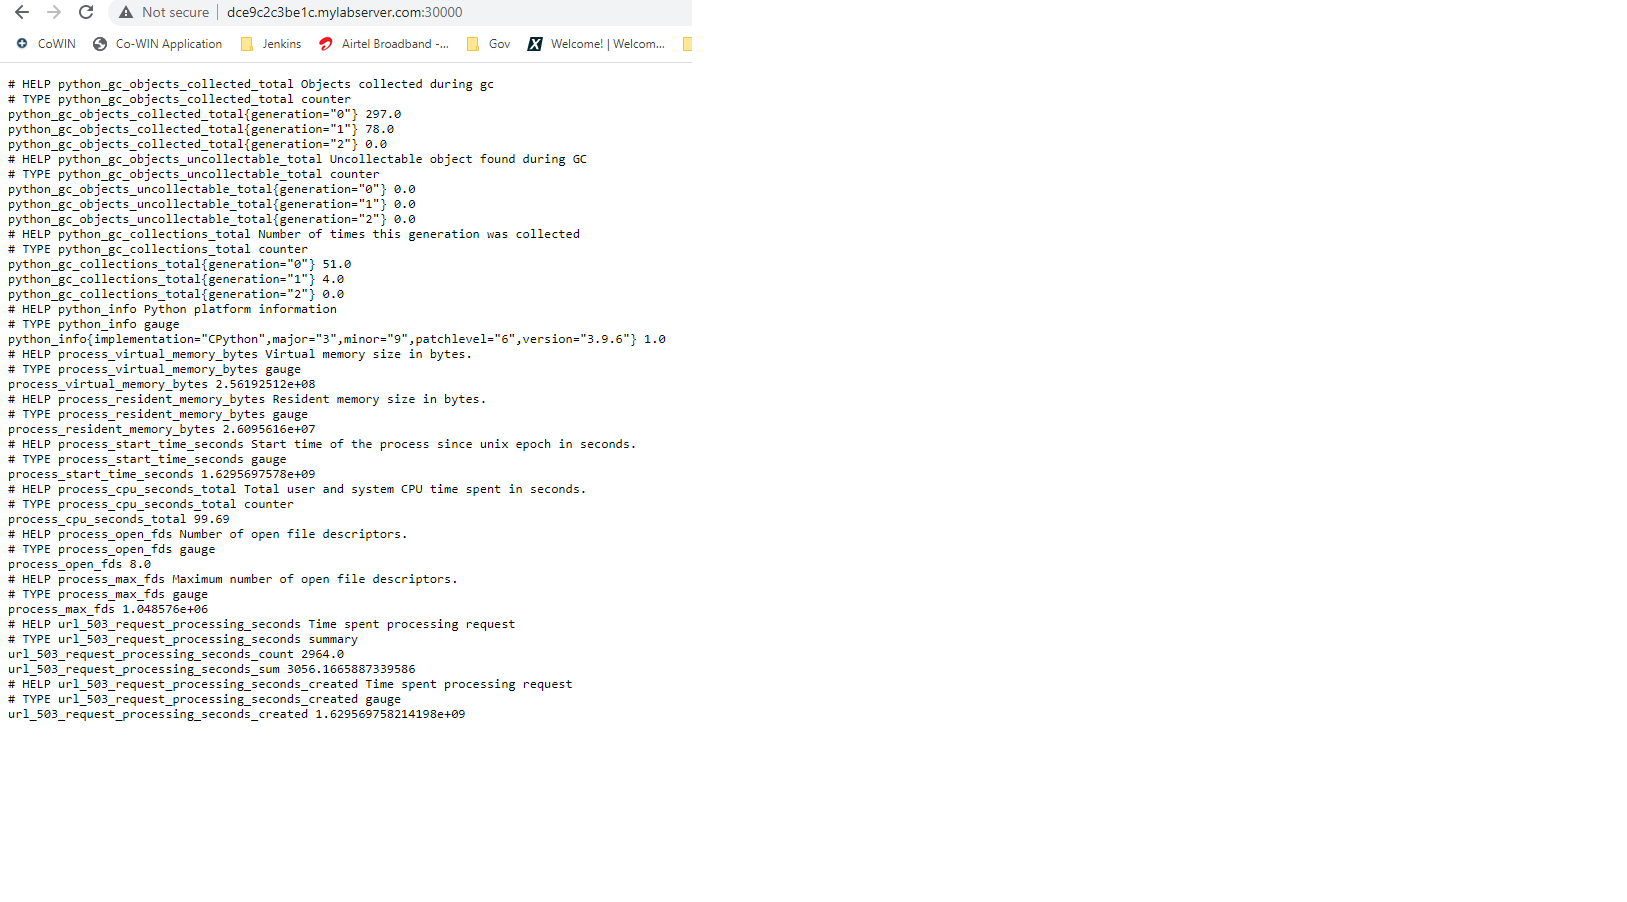 Not secure | dce9c2c3be1c.mylabserver.com:30000
CoWIN Co-WIN Application Jenkins Airtel Broadband -... Gov Welcome! | Welcom...
# HELP python_gc_objects_collected_total Objects collected during gc
# TYPE python_gc_objects_collected_total counter
python_gc_objects_collected_total{generation="0"} 297.0
python_gc_objects_collected_total{generation="1"} 78.0
python_gc_objects_collected_total{generation="2"} 0.0
# HELP python_gc_objects_uncollectable_total Uncollectable object found during GC
# TYPE python_gc_objects_uncollectable_total counter
python_gc_objects_uncollectable_total{generation="0"} 0.0
python_gc_objects_uncollectable_total{generation="1"} 0.0
python_gc_objects_uncollectable_total{generation="2"} 0.0
# HELP python_gc_collections_total Number of times this generation was collected
# TYPE python_gc_collections_total counter
python_gc_collections_total{generation="0"} 51.0
python_gc_collections_total{generation="1"} 4.0
python_gc_collections_total{generation="2"} 0.0
# HELP python_info Python platform information
# TYPE python_info gauge
python_info{implementation="CPython",major="3",minor="9",patchlevel="6",version="3.9.6"} 1.0
# HELP process_virtual_memory_bytes Virtual memory size in bytes.
# TYPE process_virtual_memory_bytes gauge
process_virtual_memory_bytes 2.56192512e+08
# HELP process_resident_memory_bytes Resident memory size in bytes.
# TYPE process_resident_memory_bytes gauge
process_resident_memory_bytes 2.6095616e+07
# HELP process_start_time_seconds Start time of the process since unix epoch in seconds.
# TYPE process_start_time_seconds gauge
process_start_time_seconds 1.6295697578e+09
# HELP process_cpu_seconds_total Total user and system CPU time spent in seconds.
# TYPE process_cpu_seconds_total counter
process_cpu_seconds_total 99.69
# HELP process_open_fds Number of open file descriptors.
# TYPE process_open_fds gauge
process_open_fds 8.0
# HELP process_max_fds Maximum number of open file descriptors.
# TYPE process_max_fds gauge
process_max_fds 1.048576e+06
# HELP url_503_request_processing_seconds Time spent processing request
# TYPE url_503_request_processing_seconds summary
url_503_request_processing_seconds_count 2964.0
url_503_request_processing_seconds_sum 3056.1665887339586
# HELP url_503_request_processing_seconds_created Time spent processing request
# TYPE url_503_request_processing_seconds_created gauge
url_503_request_processing_seconds_created 1.629569758214198e+09